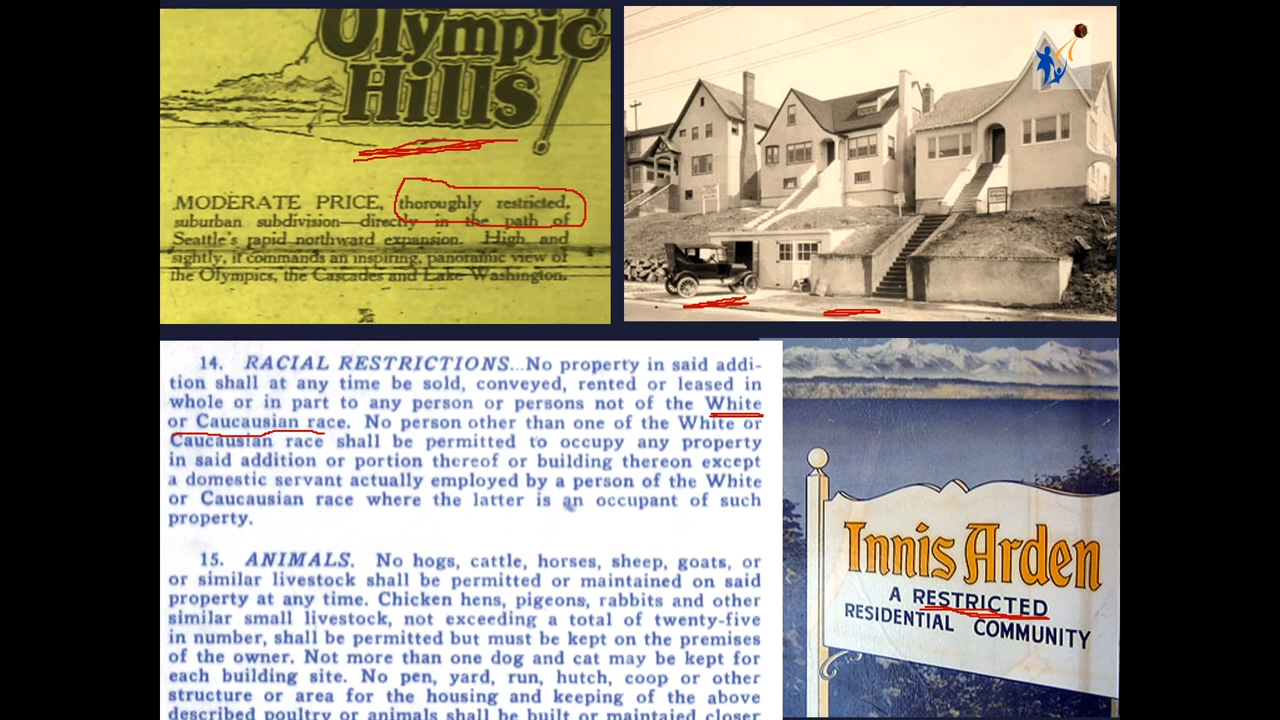 Olympic
Hills!
MODERATE PRICE, thoroughly restricted,
suburban subdivision—directly in the path of
Seattle's rapid northward expansion. High and
sightly, it commands an inspiring, panoramic view of
the Olympics, the Cascades and Lake Washington.
14. RACIAL RESTRICTIONS...No property in said addi-
tion shall at any time be sold, conveyed, rented or leased in
whole or in part to any person or persons not of the White
or Caucausian race. No person other than one of the White or
Caucausian race shall be permitted to occupy any property
in said addition or portion thereof or building thereon except
a domestic servant actually employed by a person of the White
or Caucausian race where the latter is an occupant of such
property.
15. ANIMALS. No hogs, cattle, horses, sheep, goats, or
or similar livestock shall be permitted or maintained on said
property at any time. Chicken hens, pigeons, rabbits and other
similar small livestock, not exceeding a total of twenty-five
in number, shall be permitted but must be kept on the premises
of the owner. Not more than one dog and cat may be kept for
each building site. No pen, yard, run, hutch, coop or other
structure or area for the housing and keeping of the above
described poultry or animals shall be built or maintaied closer
Innis Arden
A RESTRICTED
RESIDENTIAL COMMUNITY